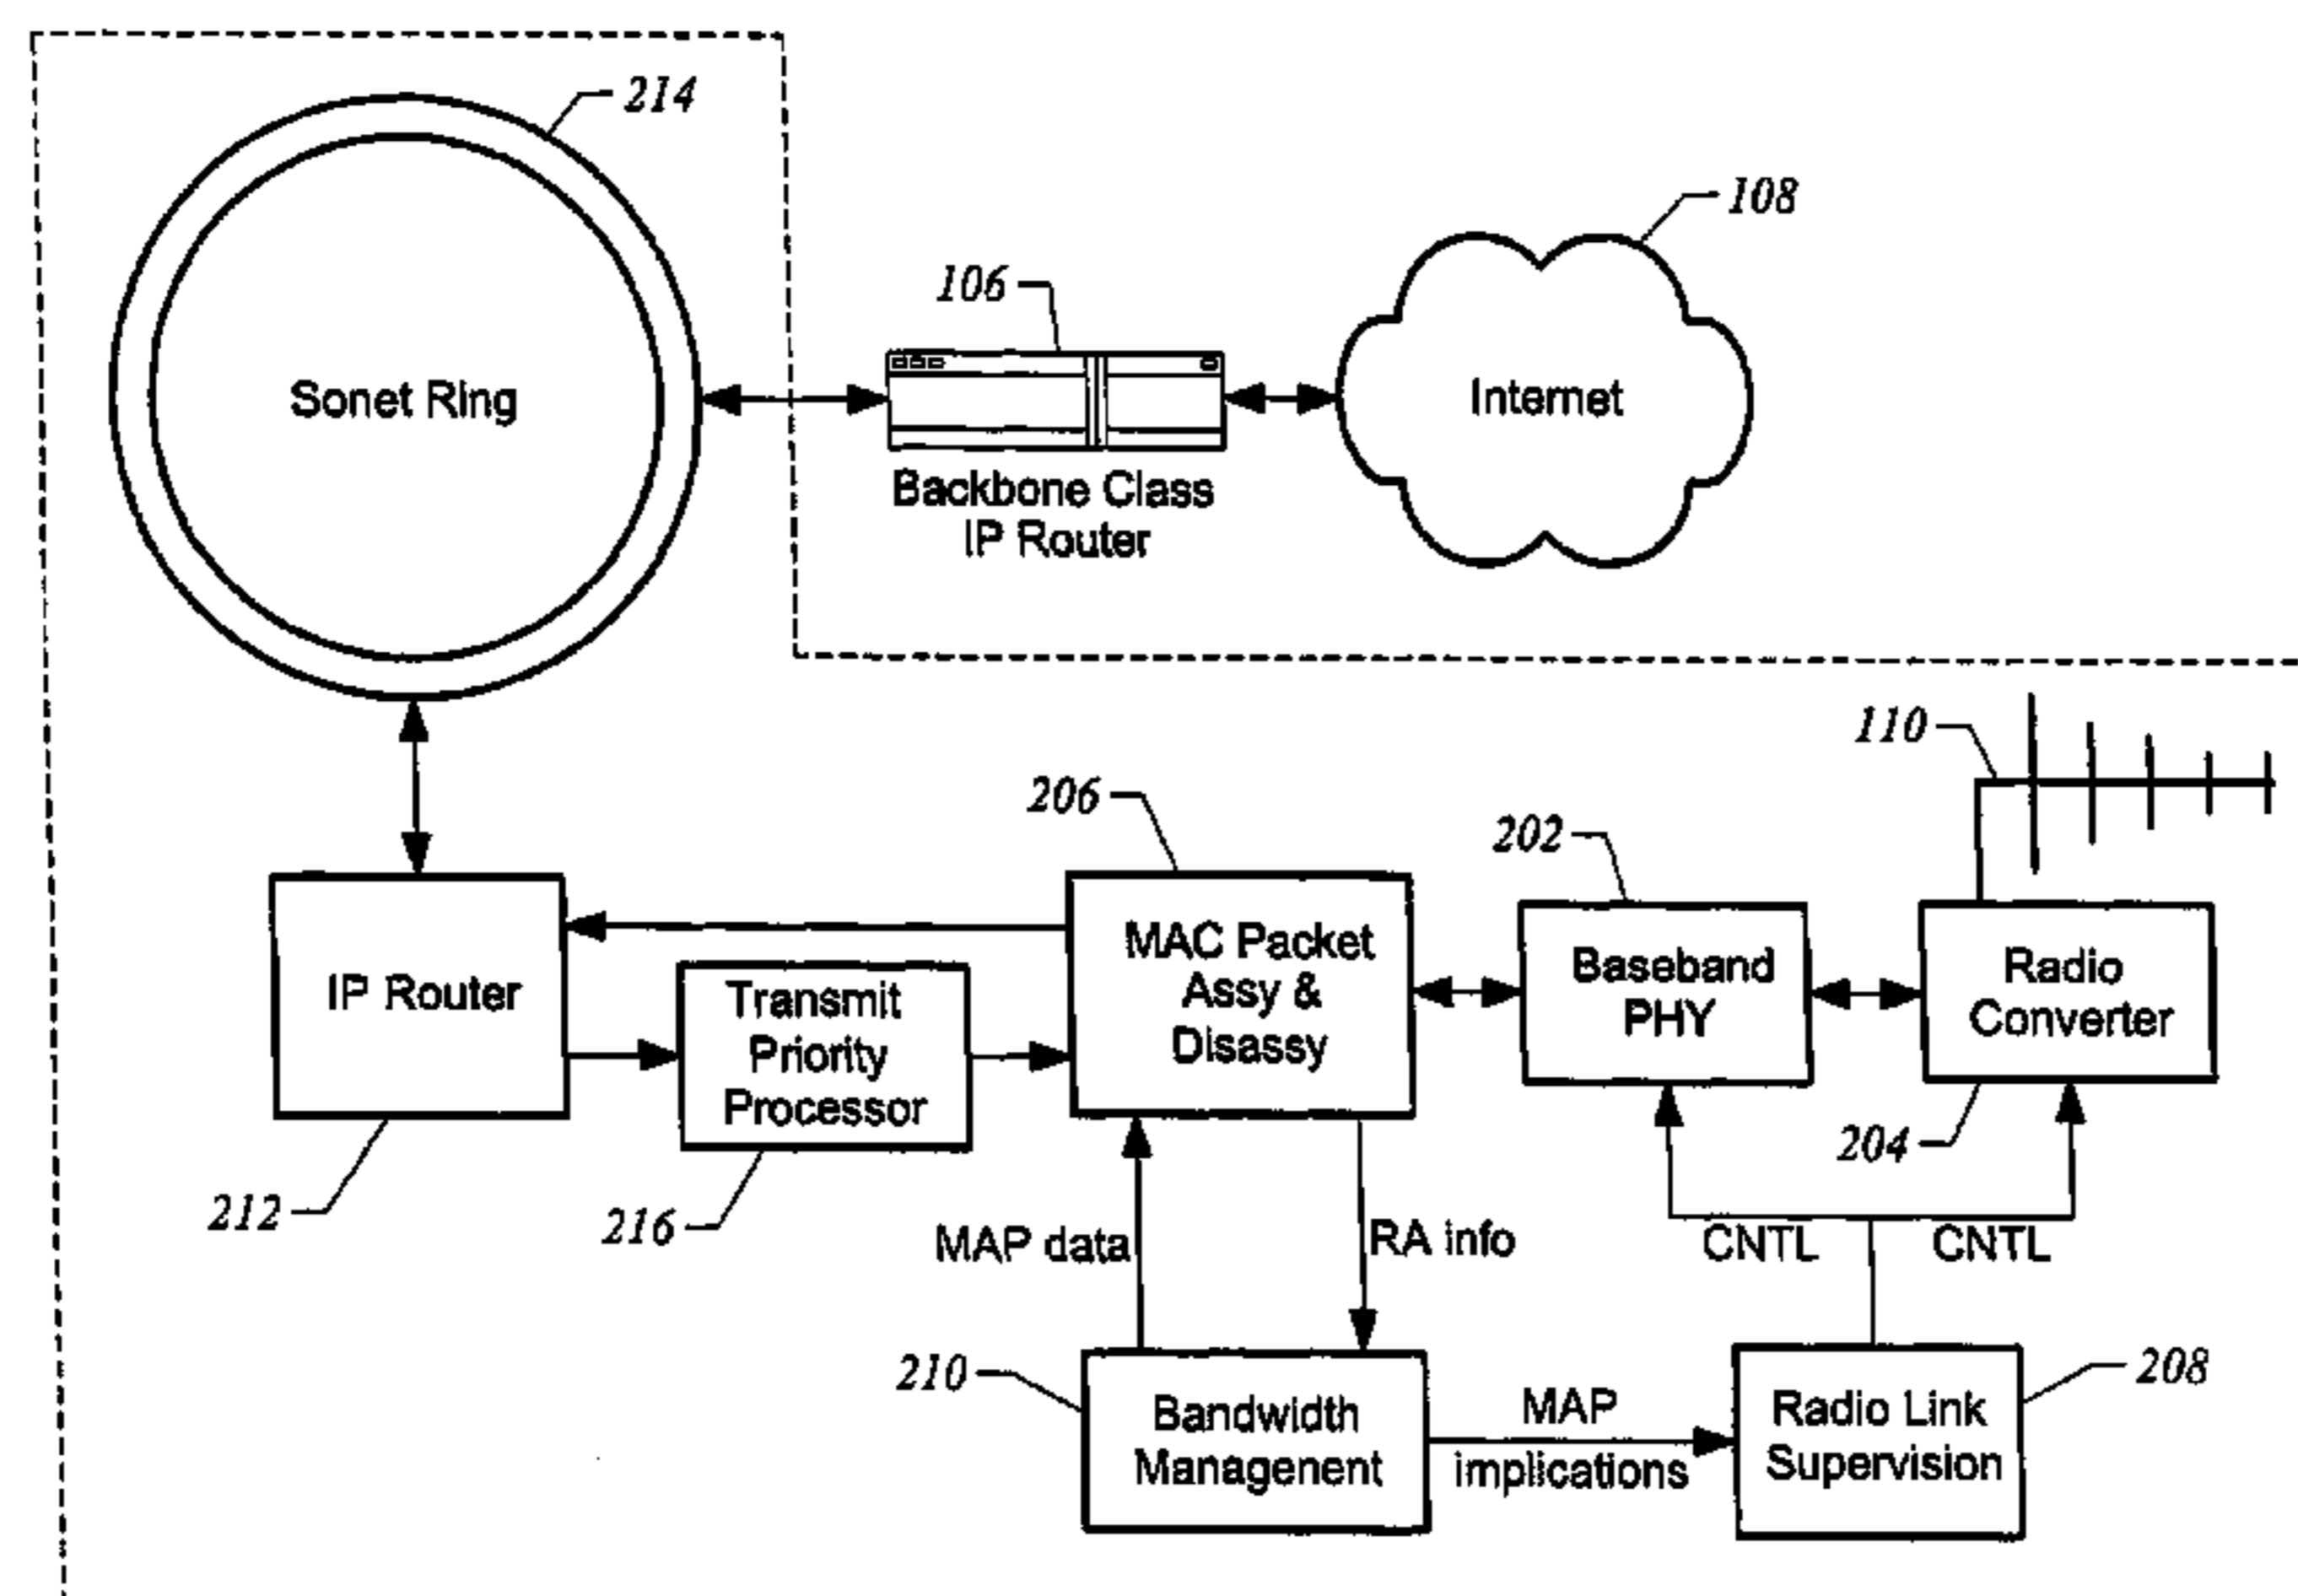 214
108
106
Sonet Ring
Internet
Backbone Class
IP Router
110
206
202
MAC Packet
Assy &
Disassy
Baseband
PHY
Radio
Converter
IP Router
Transmit
Priority
Processor
204
212
216
MAP data
RA info
CNTL
CNTL
210
208
Bandwidth
Managenent
MAP
implications
Radio Link
Supervision